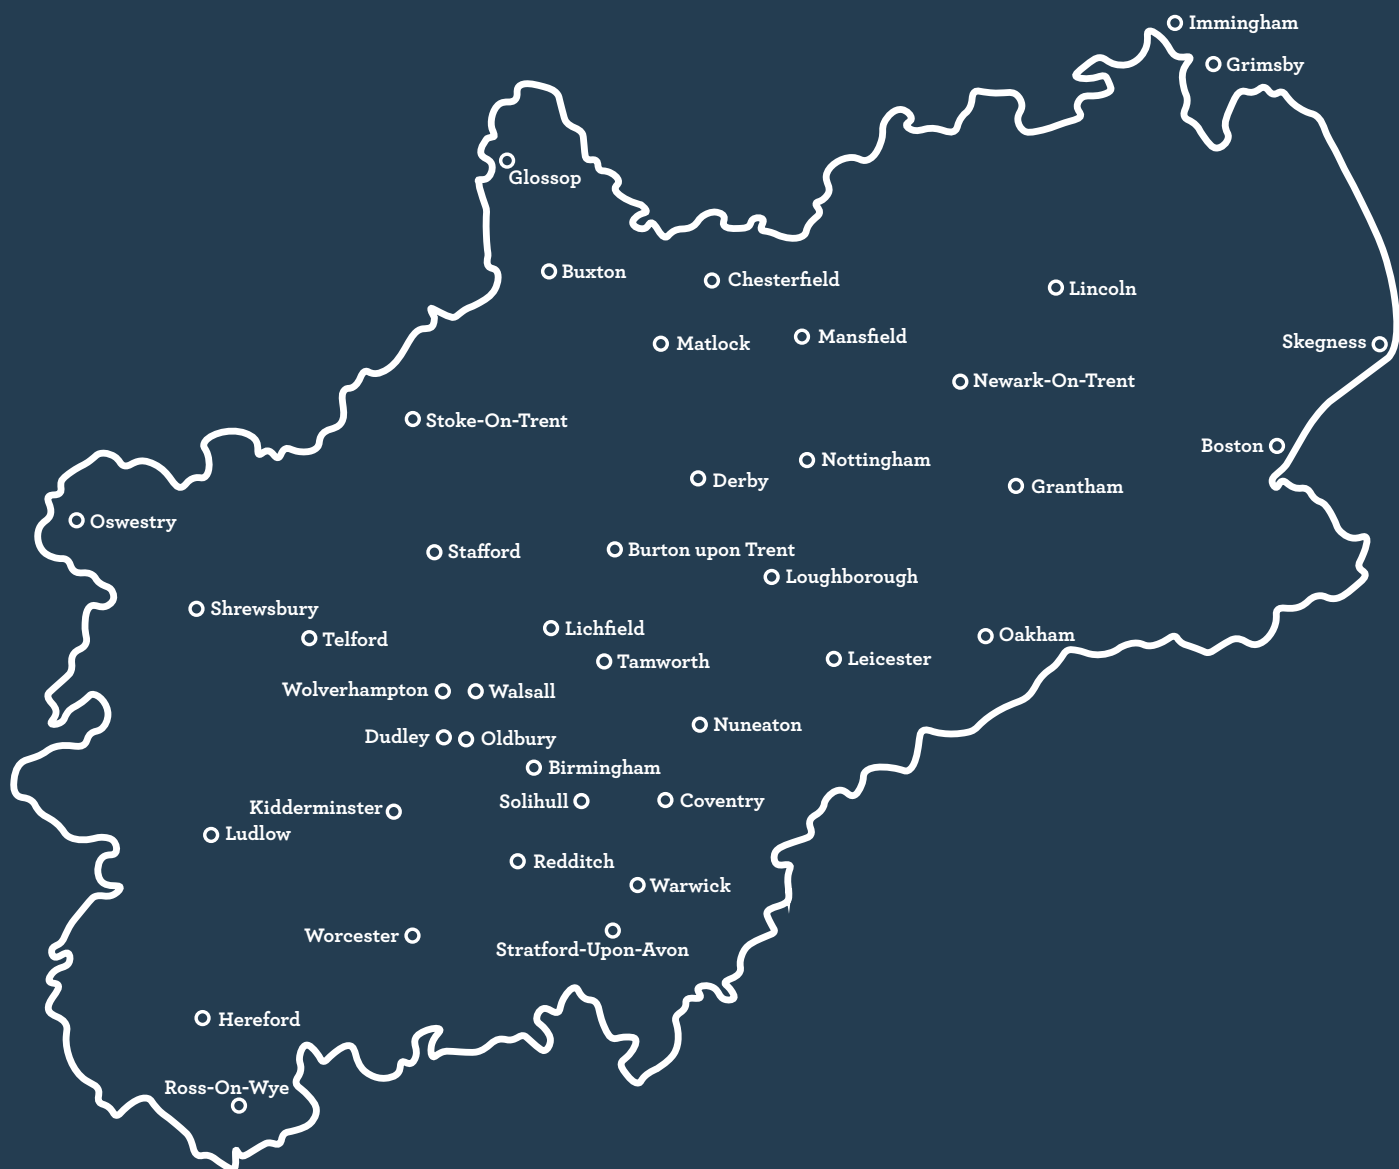 Immingham
Grimsby
Glossop
Buxton
Chesterfield
Lincoln
Matlock
Mansfield
Skegness
Newark-On-Trent
Stoke-On-Trent
Boston
Nottingham
Derby
Grantham
Oswestry
Stafford
Burton upon Trent
Loughborough
Shrewsbury
Telford
Lichfield
Oakham
Tamworth
Leicester
Wolverhampton
Walsall
Nuneaton
Dudley
Oldbury
Birmingham
Solihull
Coventry
Kidderminster
Ludlow
Redditch
Warwick
Worcester
Stratford-Upon-Avon
Hereford
Ross-On-Wye